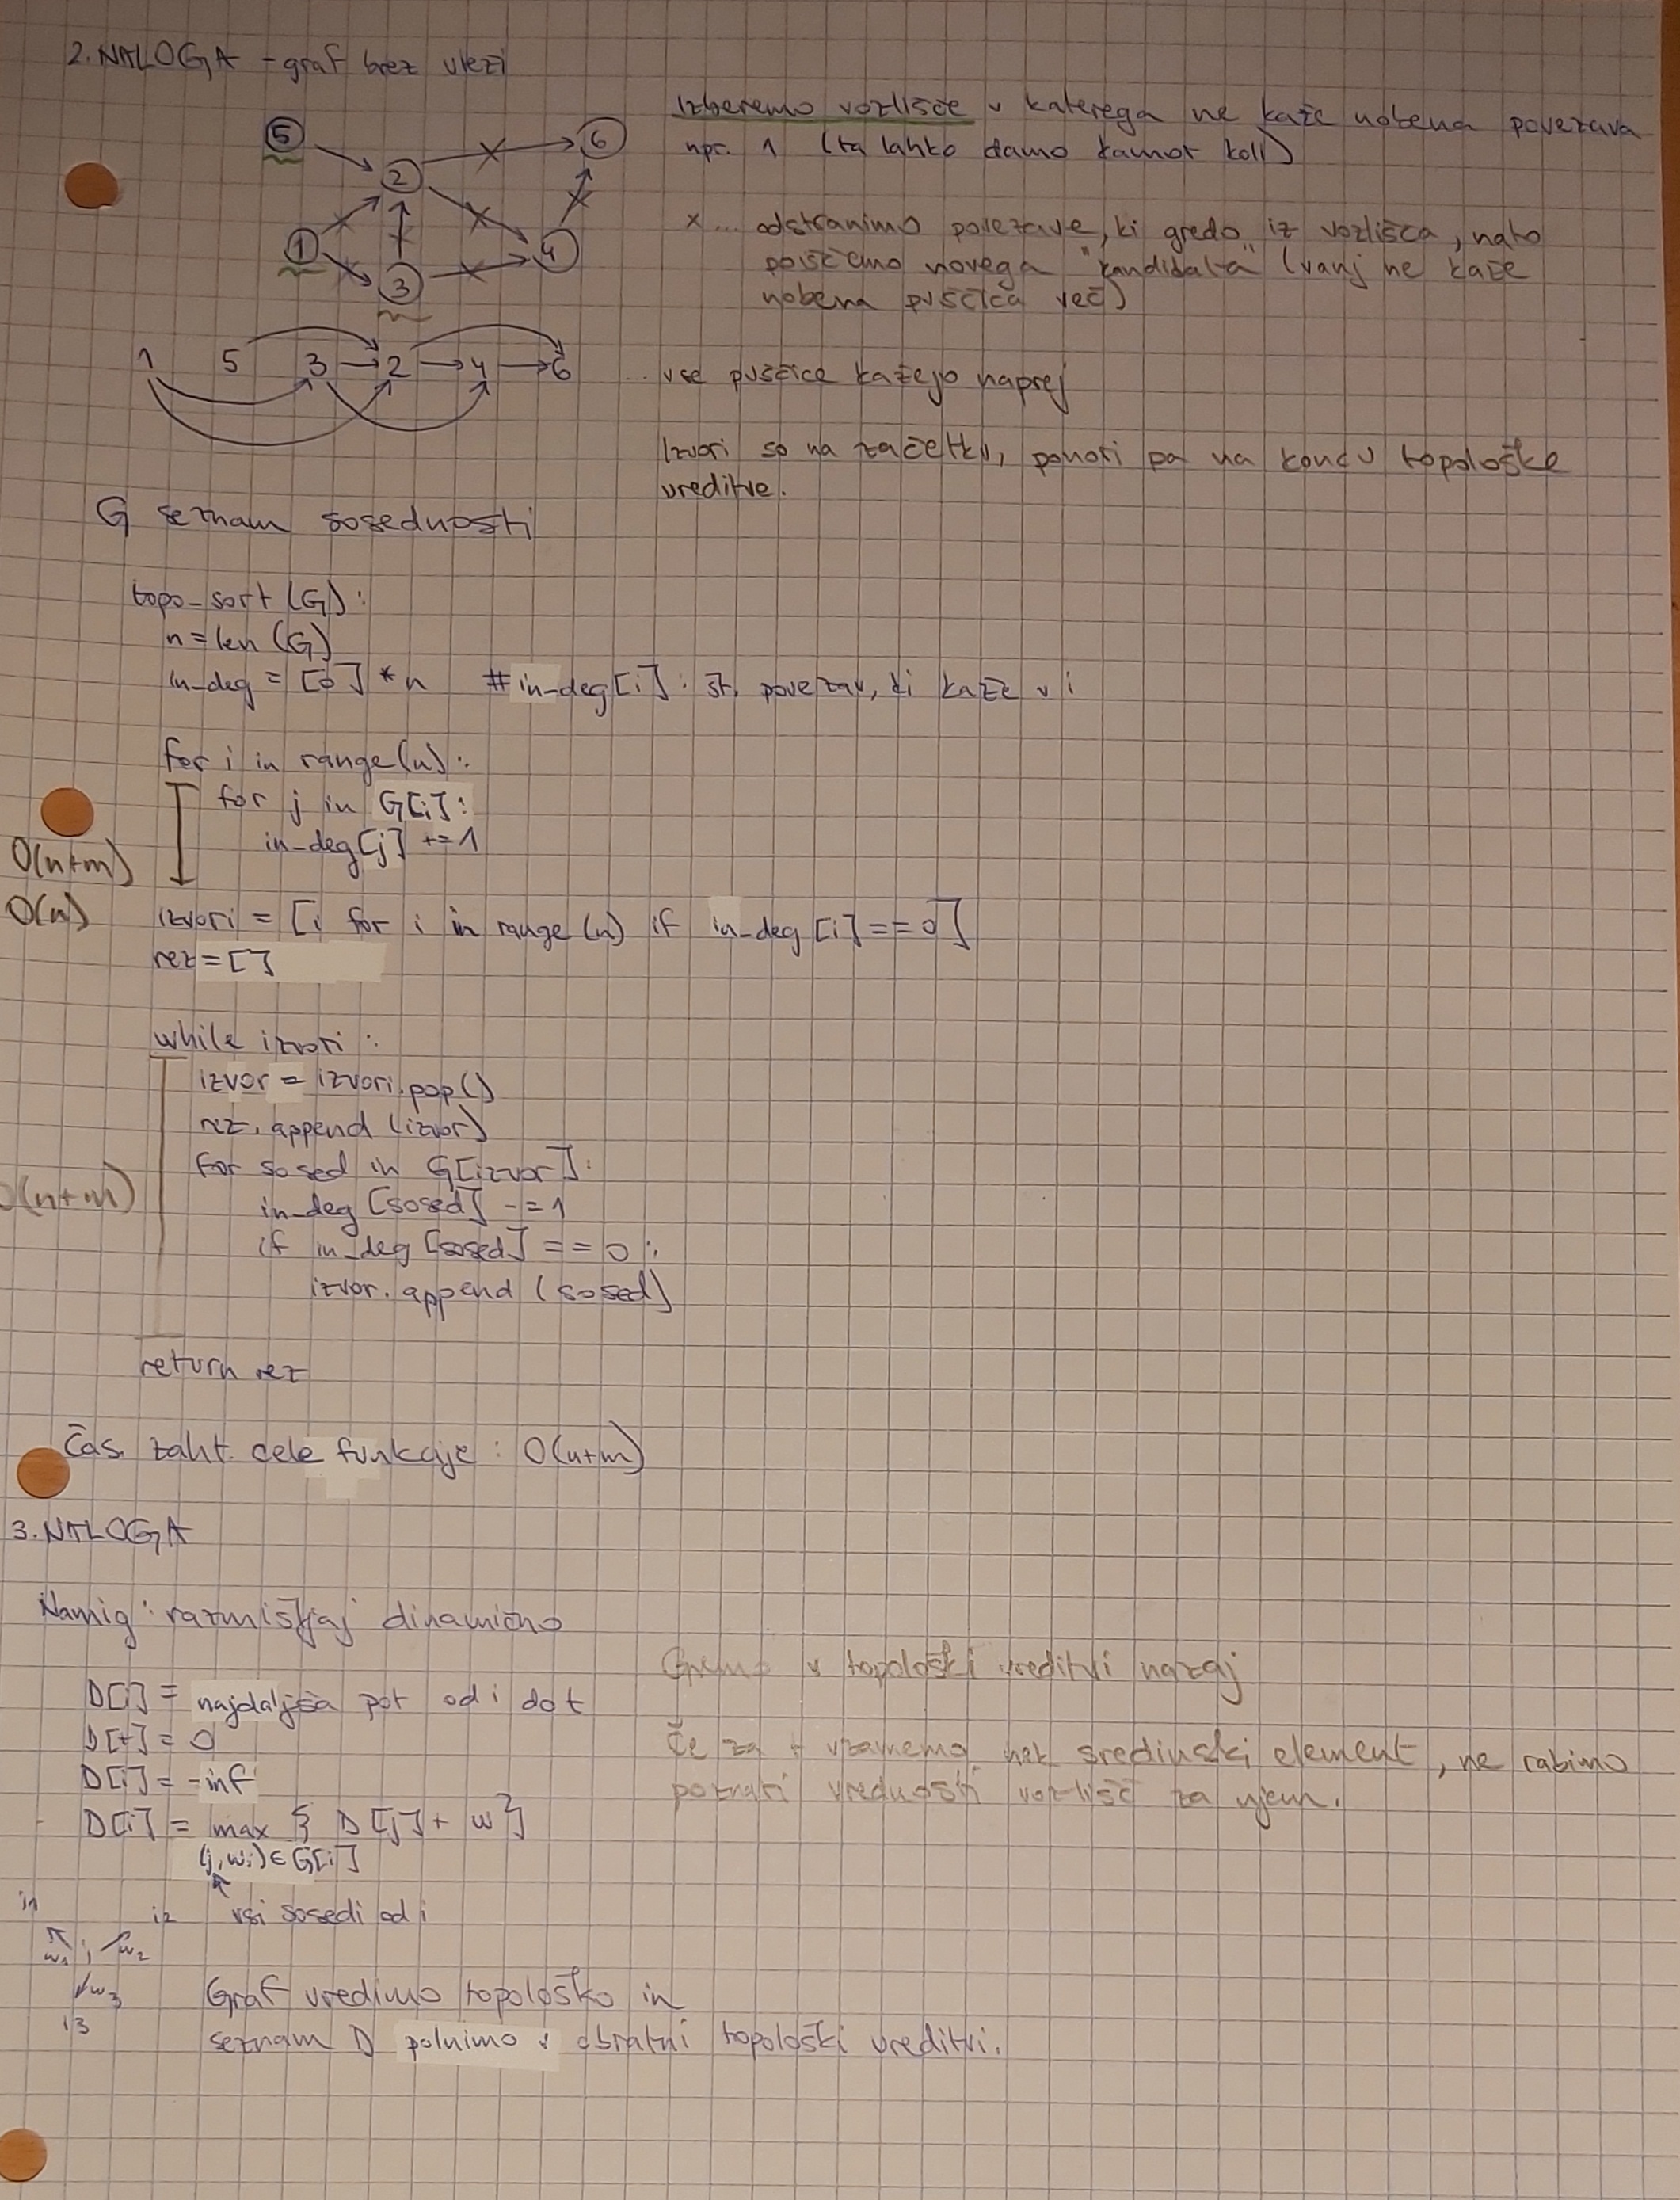 2. NALOGA - graf brez utezi
Izberemo vozlišče v katerega ne kaže nobena povezava
npr. 1 (ta lahko damo kamor koli)
5
6
2
1
4
3
x... odstranimo povezave, ki gredo iz vozlišča, nato
poiščemo novega "kandidata" (vanj ne kaže
nobena puščica več)
1 5 3 2 4 6
... vse puščice kažejo naprej
Izvori so na začetku, ponori pa na koncu topološke
ureditve.
G seznam sosednosti
topo_sort (G):
n = len (G)
in_deg = [0] * n # in_deg[i]: št. povezav, ki kaže v i
for i in range(n):
for j in G[i]:
in_deg[j] += 1
O(n+m)
O(n) izvori = [i for i in range (n) if in_deg [i] == 0]
rez = []
while izvori:
izvor = izvori.pop()
rez.append (izvor)
for sosed in G[izvor]:
O(n+m)
in_deg [sosed] -= 1
if in_deg [sosed] == 0:
izvor.append (sosed)
return rez
Čas. zaht. cele funkcije: O(n+m)
3. NALOGA
Namig: razmišljaj dinamično
D[i] = najdaljša pot od i do t
D[t] = 0
D[i] = -inf
D[i] = max { D[j] + w }
(j, wi) ∈ G[i]
vsi sosedi od i
Gremo v topološki ureditvi nazaj
Če za t vzamemo nek sredinski element, ne rabimo
poznati vrednosti vozlišč za njem.
i1
i2
w1 i w2
w3
i3
Graf uredimo topološko in
seznam D polnimo v obratni topološki ureditvi.